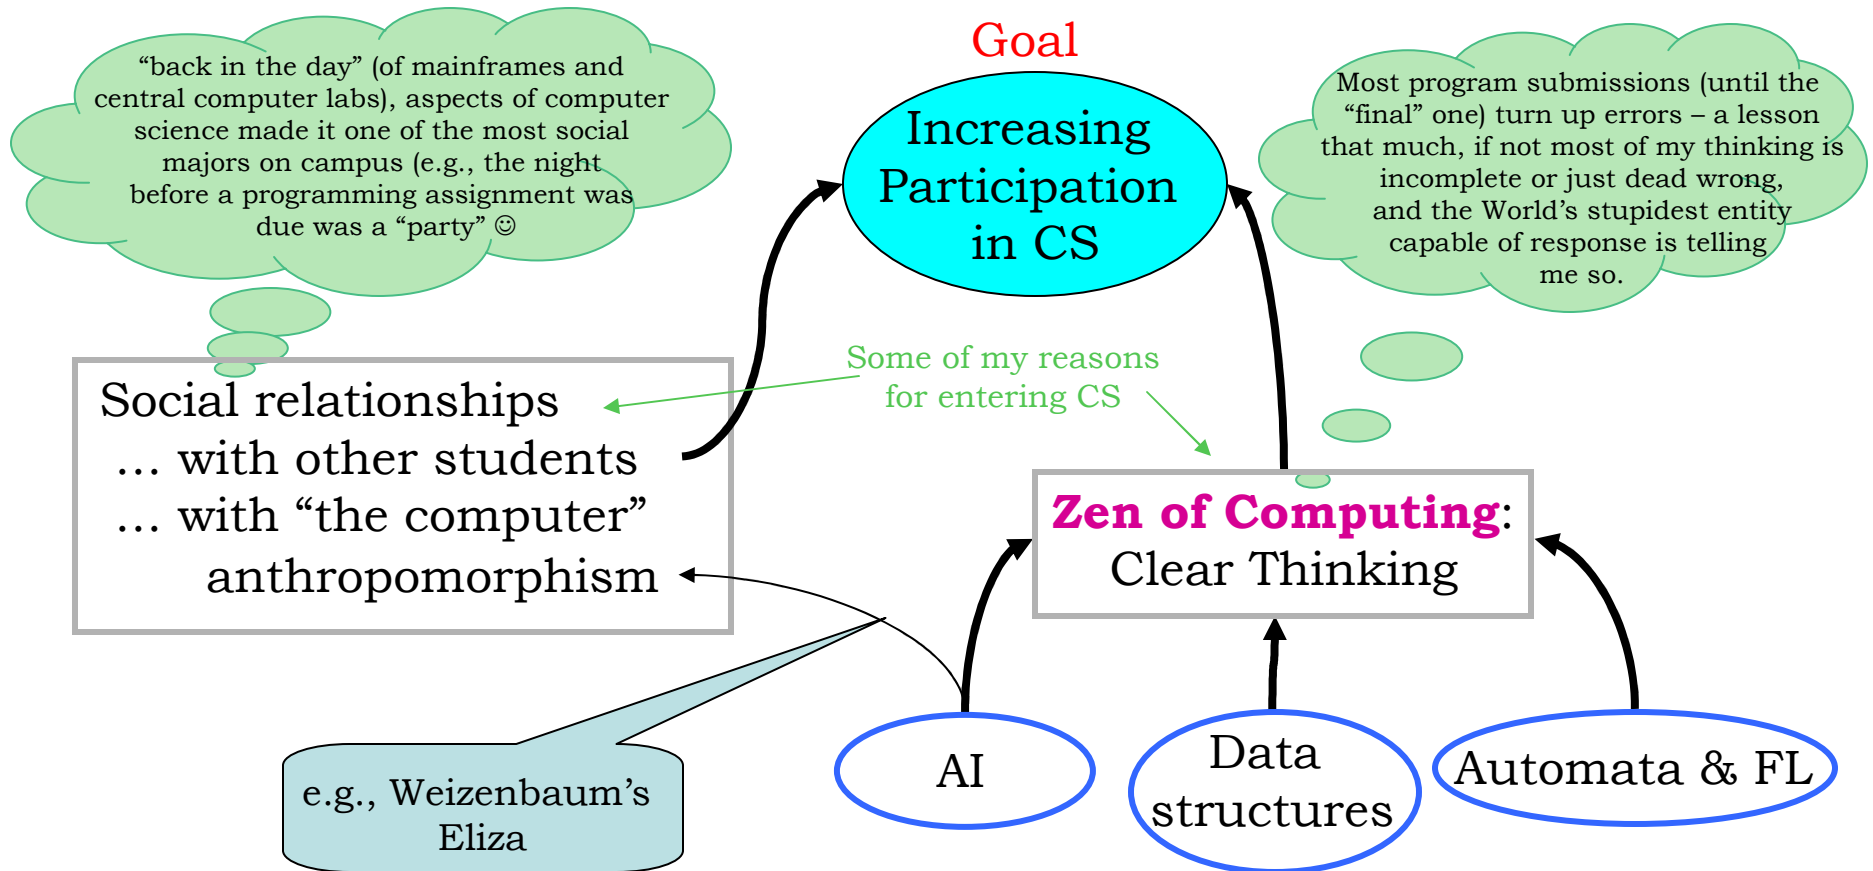 Goal
“back in the day” (of mainframes and
central computer labs), aspects of computer
science made it one of the most social
majors on campus (e.g., the night
before a programming assignment was
due was a “party” ☺
Increasing
Participation
in CS
Most program submissions (until the
“final” one) turn up errors – a lesson
that much, if not most of my thinking is
incomplete or just dead wrong,
and the World’s stupidest entity
capable of response is telling
me so.
Some of my reasons
for entering CS
Social relationships
… with other students
… with “the computer”
anthropomorphism
Zen of Computing:
Clear Thinking
e.g., Weizenbaum’s
Eliza
AI
Data
structures
Automata & FL